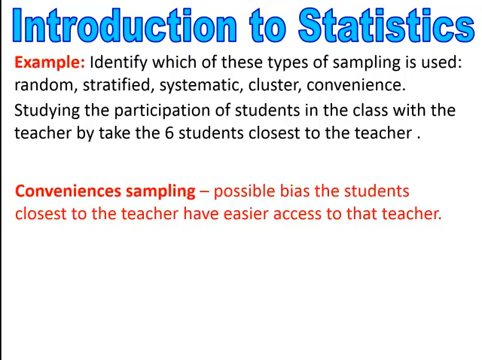 Introduction to Statistics
Example: Identify which of these types of sampling is used:
random, stratified, systematic, cluster, convenience.
Studying the participation of students in the class with the
teacher by take the 6 students closest to the teacher .
Conveniences sampling – possible bias the students
closest to the teacher have easier access to that teacher.